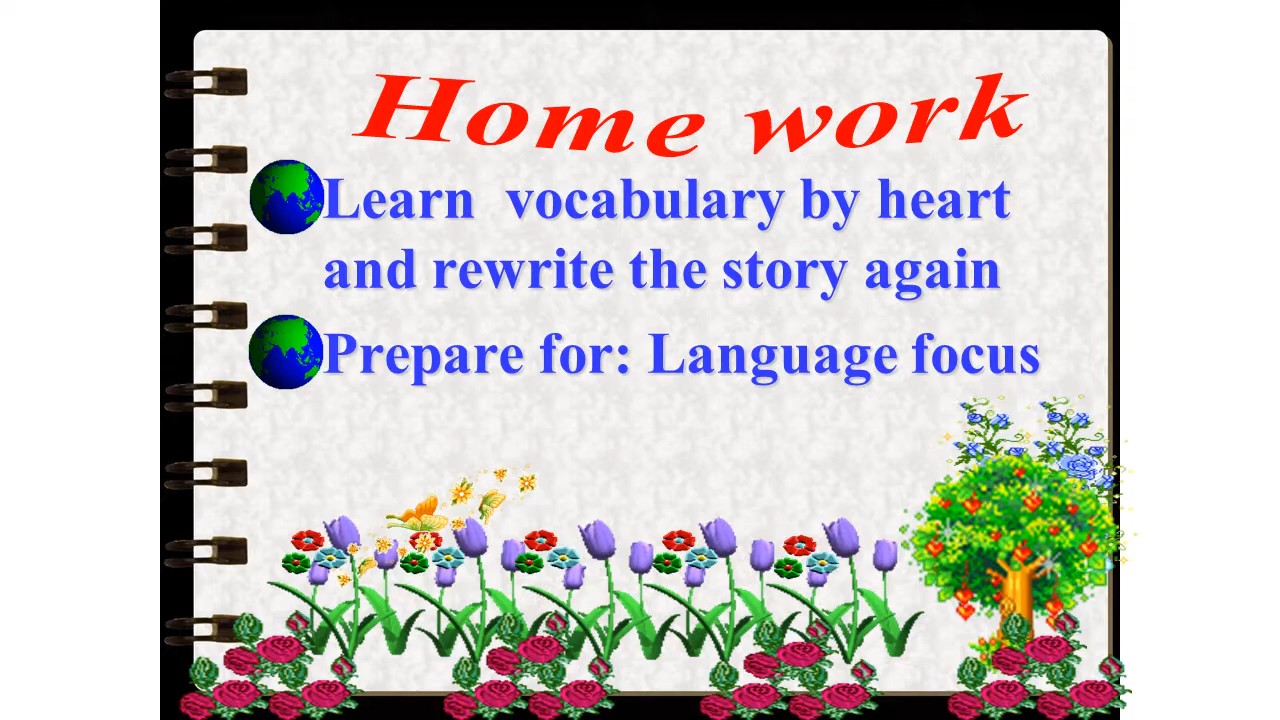 Home work
Learn vocabulary by heart
and rewrite the story again
Prepare for: Language focus